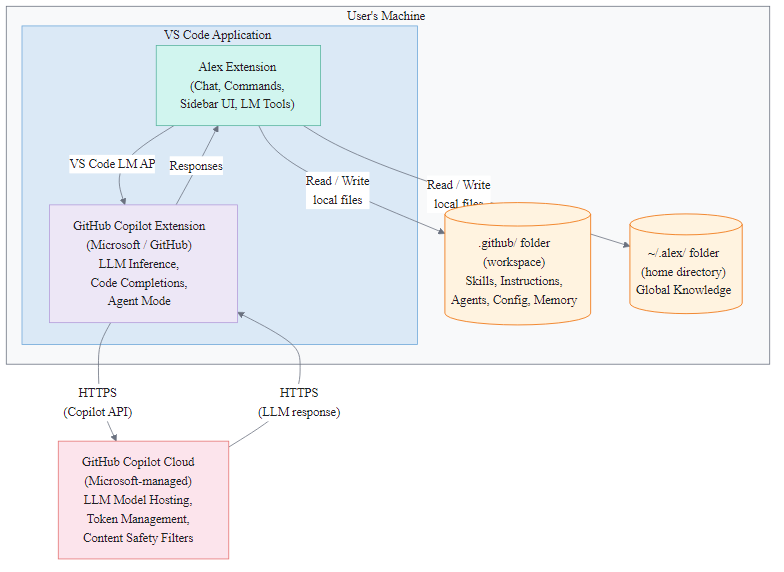 User's Machine
VS Code Application
Alex Extension
(Chat, Commands,
Sidebar UI, LM Tools)
VS Code LM API
Responses
Read / Write
local files
Read / Write
local files
GitHub Copilot Extension
(Microsoft / GitHub)
LLM Inference,
Code Completions,
Agent Mode
.github/ folder
(workspace)
Skills, Instructions,
Agents, Config, Memory
~/.alex/ folder
(home directory)
Global Knowledge
HTTPS
(Copilot API)
HTTPS
(LLM response)
GitHub Copilot Cloud
(Microsoft-managed)
LLM Model Hosting,
Token Management,
Content Safety Filters